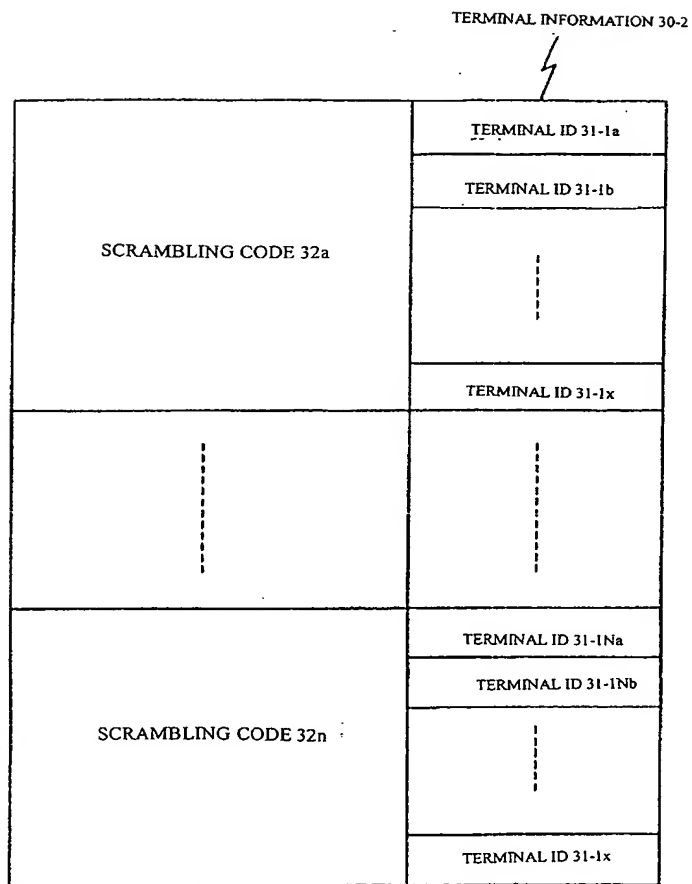 TERMINAL INFORMATION 30-2
TERMINAL ID 31-1a
TERMINAL ID 31-1b
SCRAMBLING CODE 32a
TERMINAL ID 31-1x
TERMINAL ID 31-1Na
TERMINAL ID 31-1Nb
SCRAMBLING CODE 32n
TERMINAL ID 31-1x